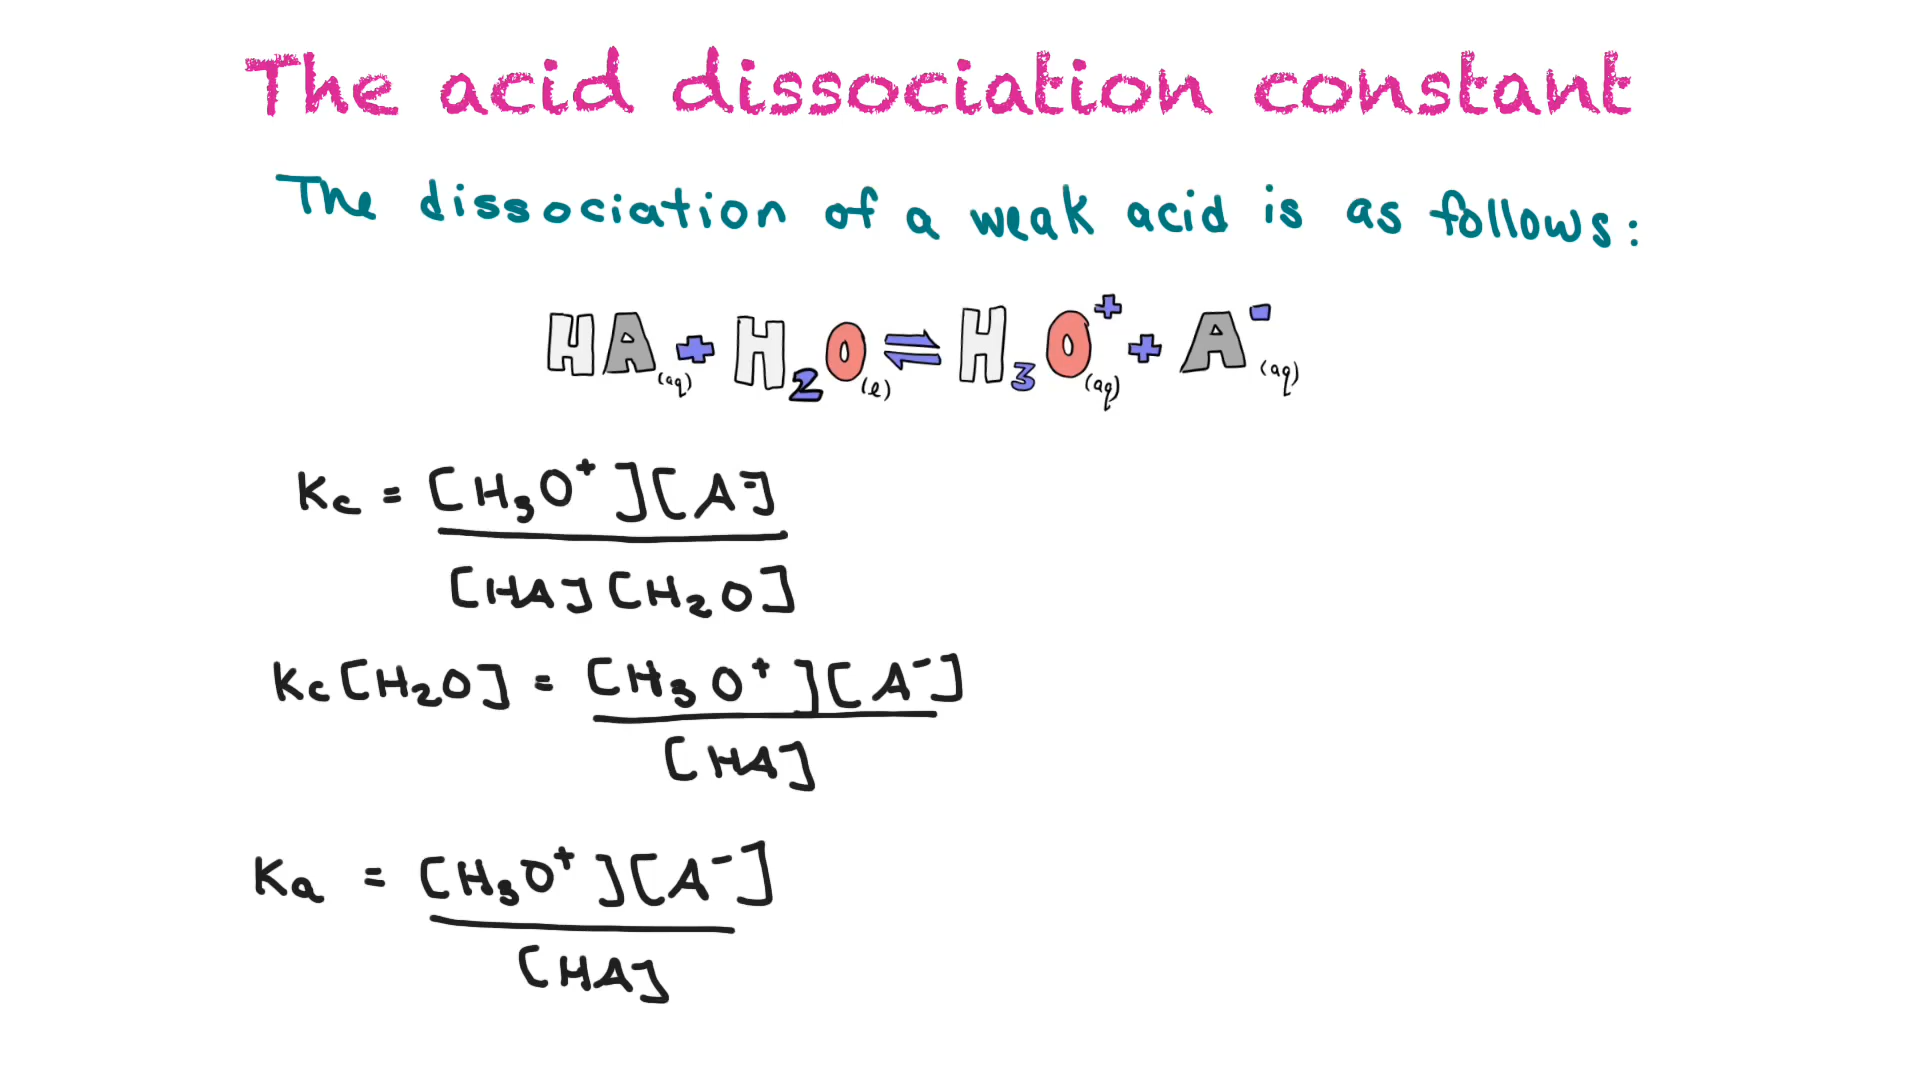 The acid dissociation constant
The dissociation of a weak acid is as follows:
HA(aq) + H₂O(l) ⇌ H₃O⁺(aq) + A⁻(aq)
Kc = [H₃O⁺][A⁻]
[HA][H₂O]
Kc[H₂O] = [H₃O⁺][A⁻]
[HA]
Ka = [H₃O⁺][A⁻]
[HA]